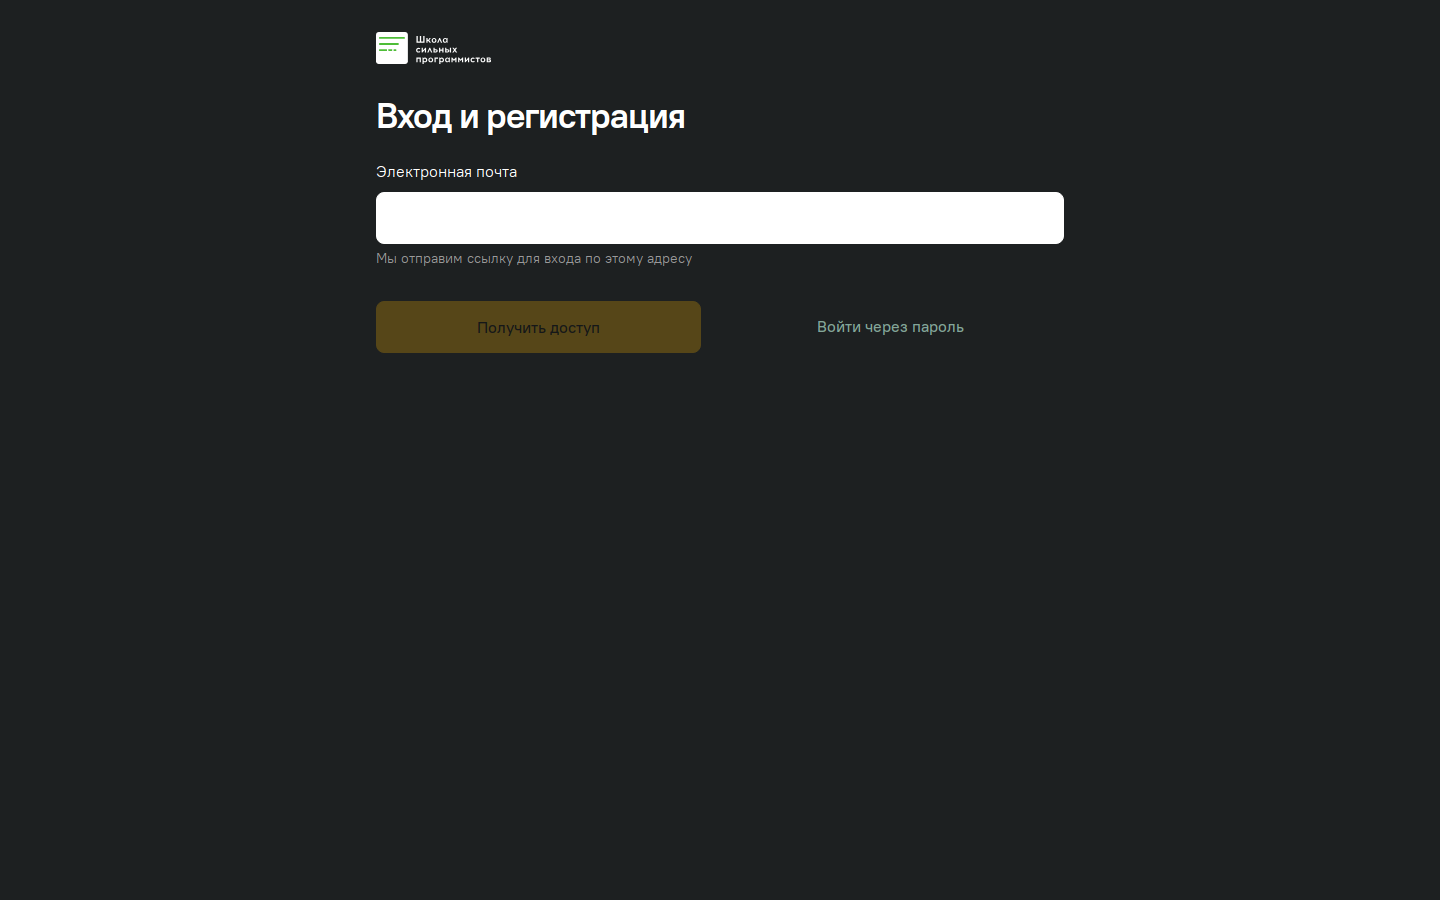 Школа
сильных
программистов
Вход и регистрация
Электронная почта
Мы отправим ссылку для входа по этому адресу
Получить доступ
Войти через пароль